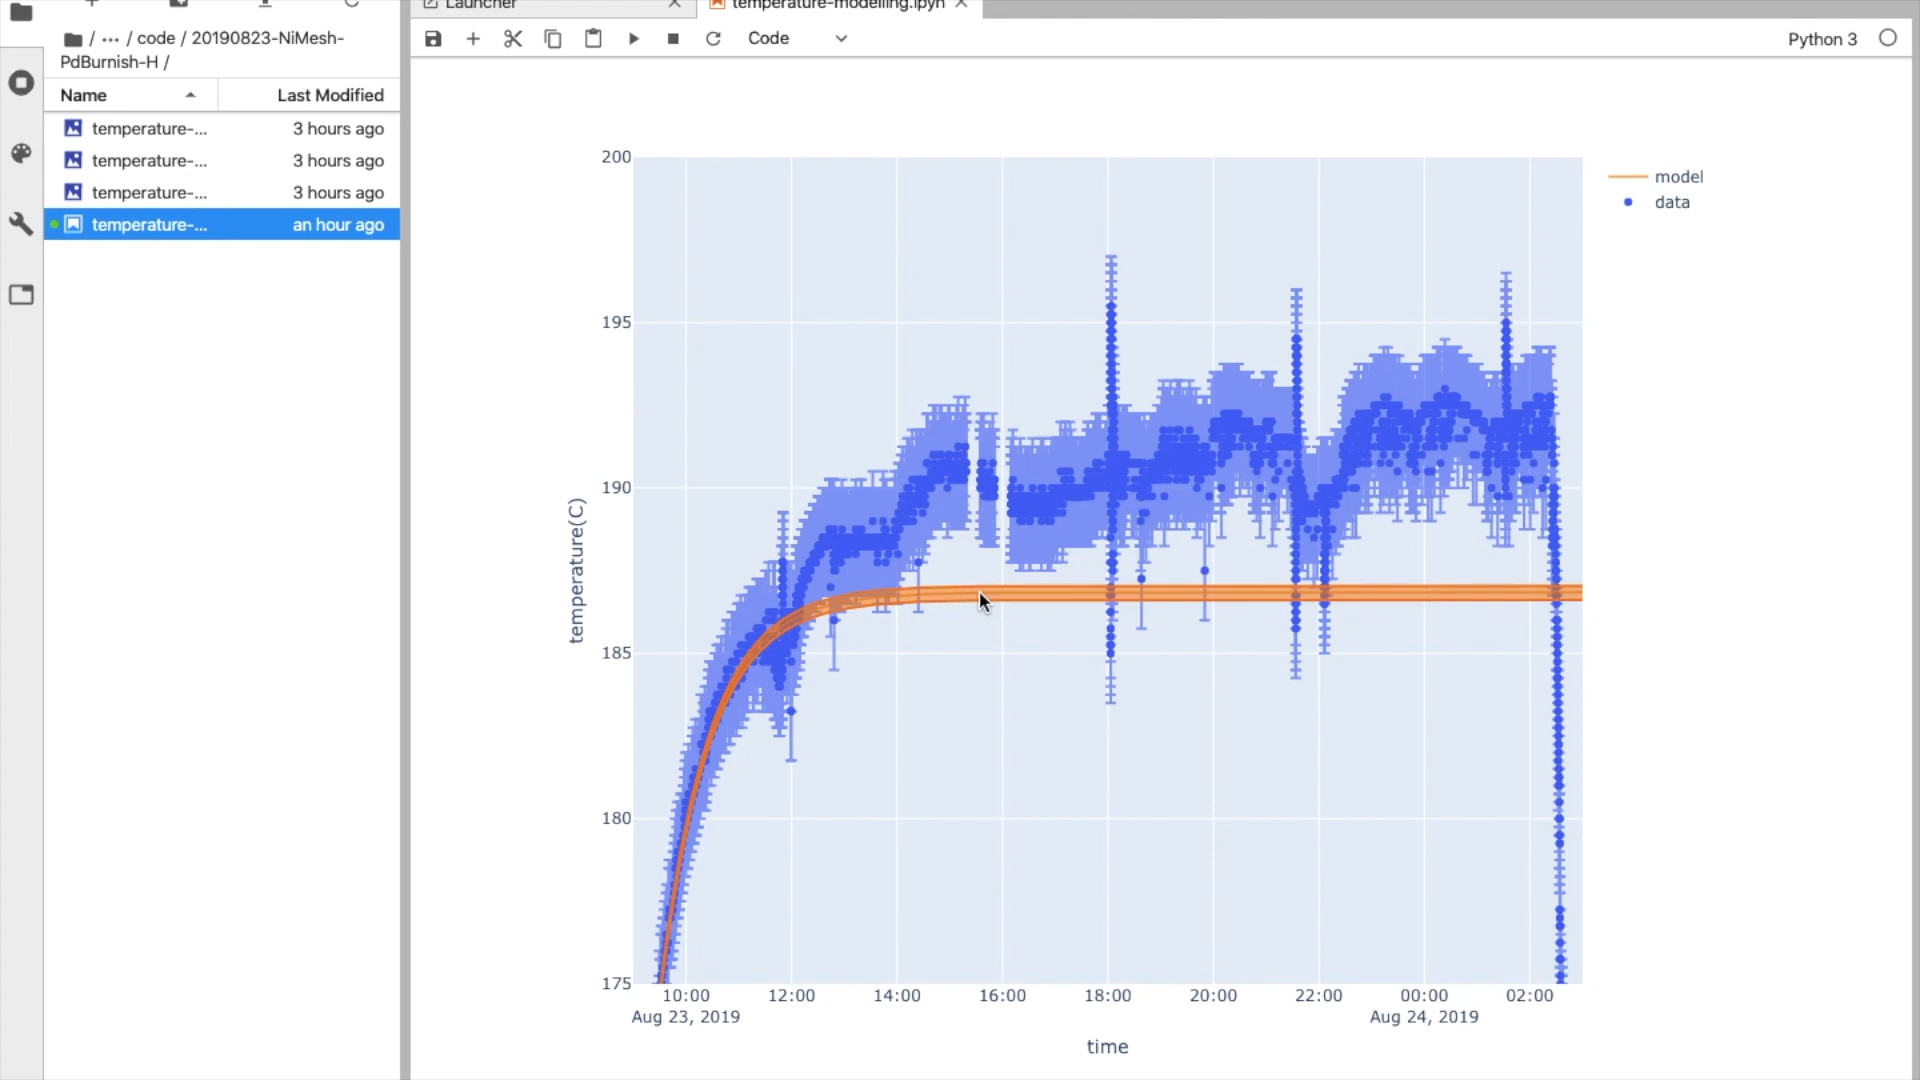 Launcher
temperature-modelling.ipyn
/ ... / code / 20190823-NiMesh-
PdBurnish-H /
Code
Python 3
Name
Last Modified
temperature-... 3 hours ago
temperature-... 3 hours ago
temperature-... 3 hours ago
temperature-... an hour ago
model
data
200
195
190
185
180
175
temperature(C)
10:00 12:00 14:00 16:00 18:00 20:00 22:00 00:00 02:00
Aug 23, 2019 Aug 24, 2019
time